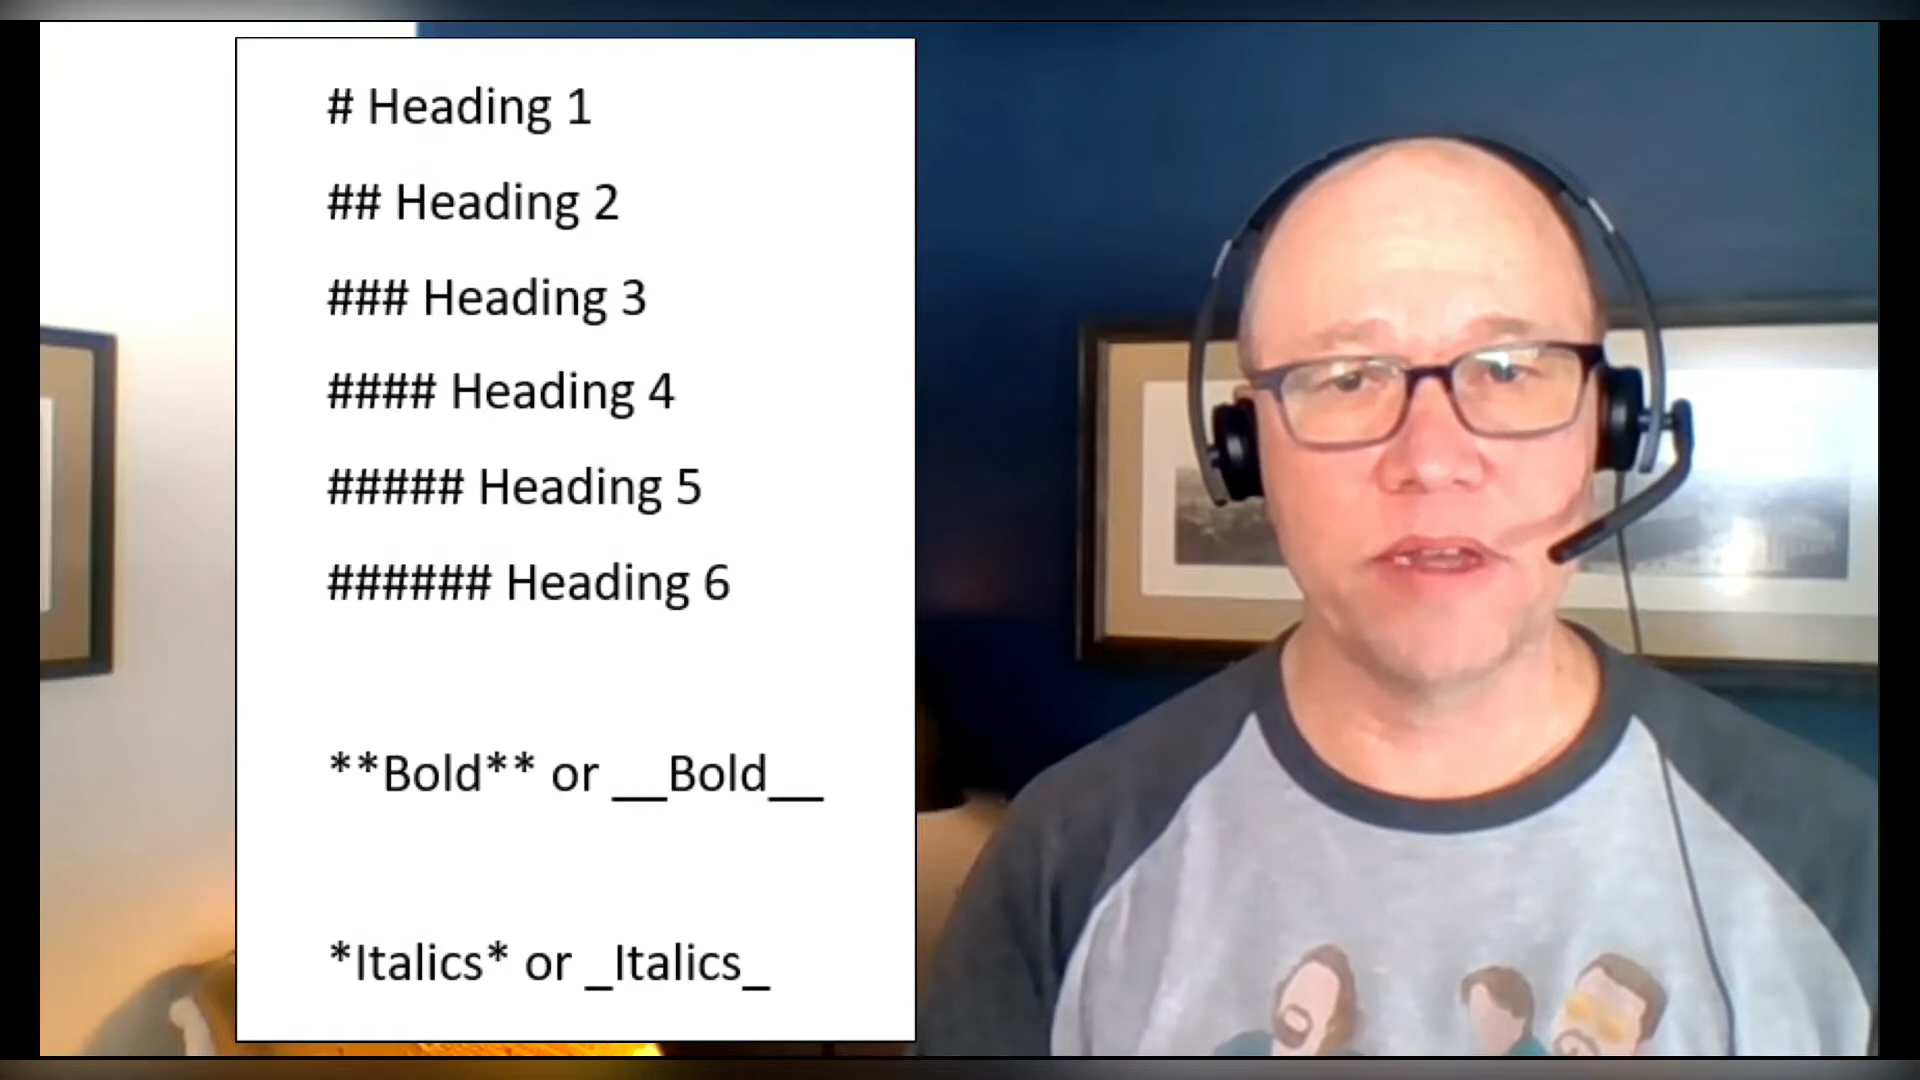 # Heading 1
## Heading 2
### Heading 3
#### Heading 4
##### Heading 5
###### Heading 6
**Bold** or __Bold__
*Italics* or _Italics_